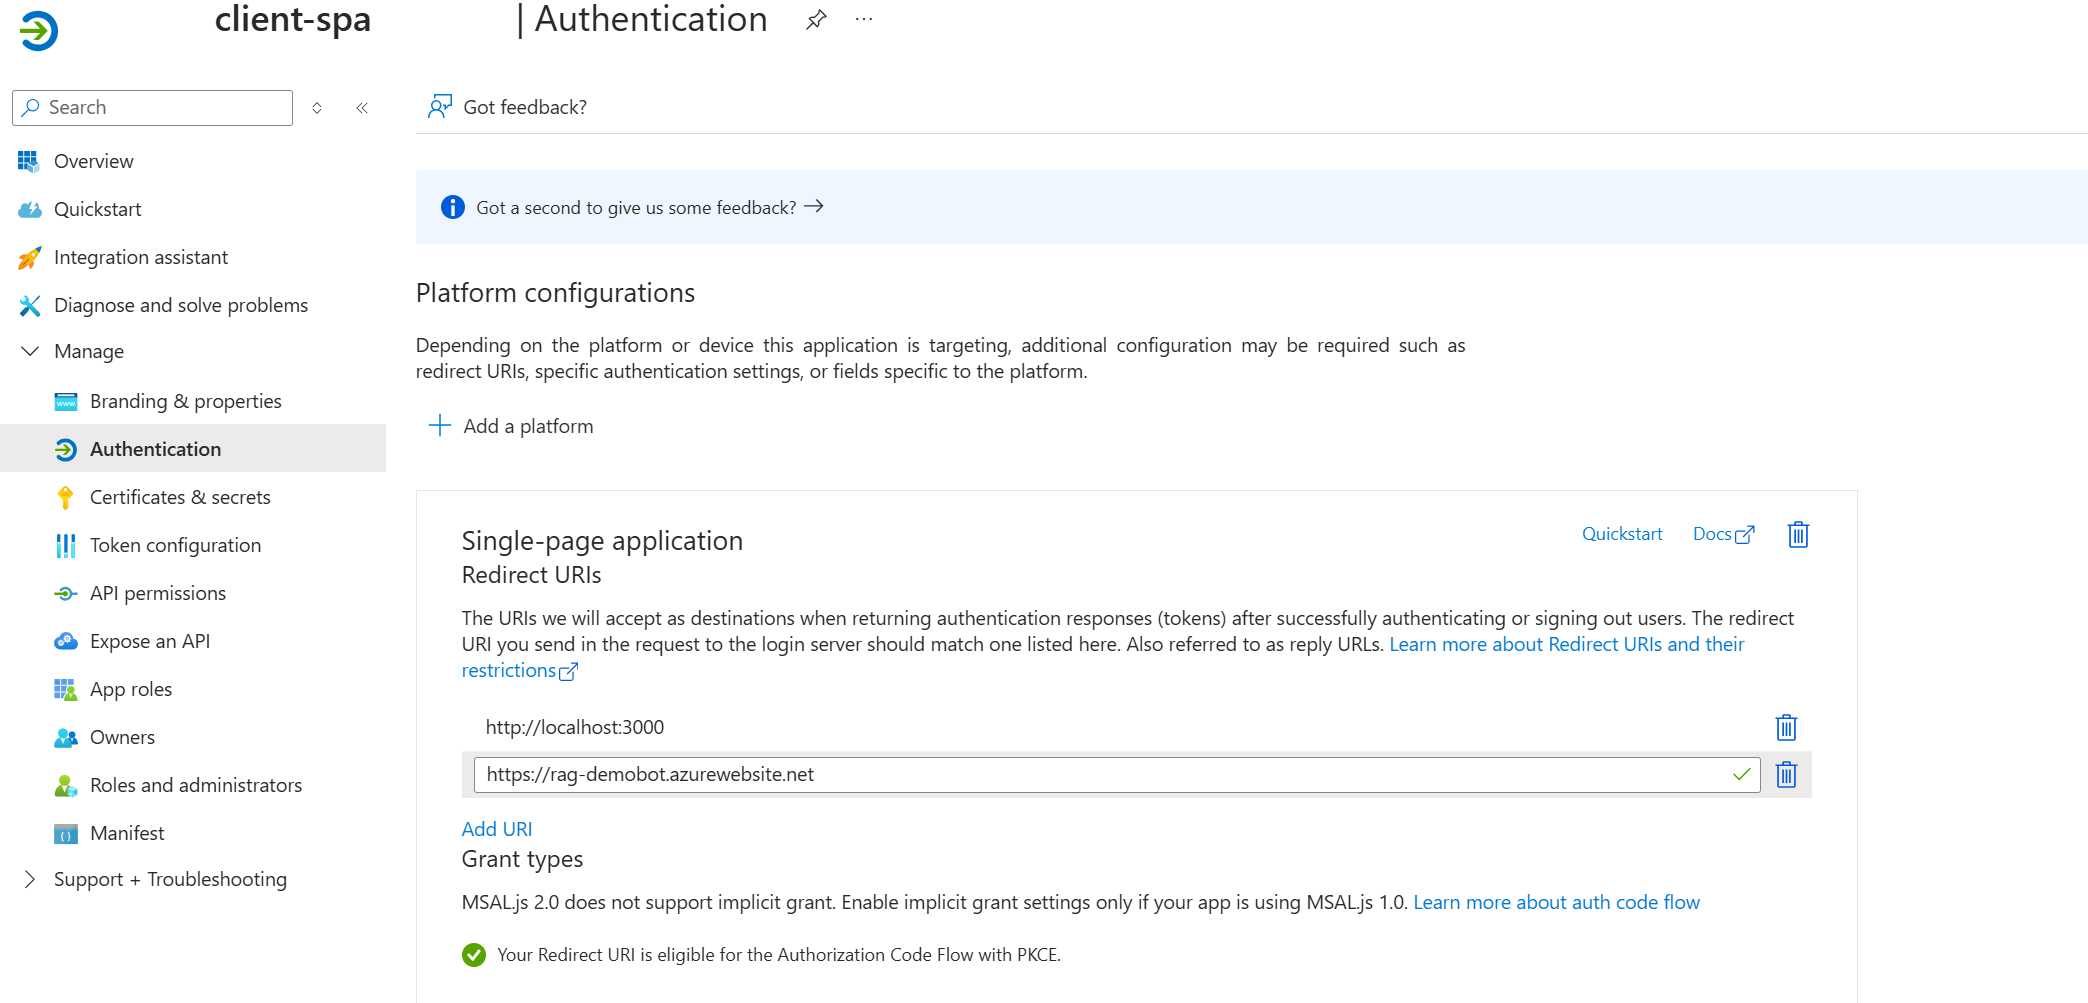 client-spa | Authentication
Search
Overview
Quickstart
Integration assistant
Diagnose and solve problems
Manage
Branding & properties
Authentication
Certificates & secrets
Token configuration
API permissions
Expose an API
App roles
Owners
Roles and administrators
Manifest
Support + Troubleshooting
Got feedback?
Got a second to give us some feedback?
Platform configurations
Depending on the platform or device this application is targeting, additional configuration may be required such as
redirect URIs, specific authentication settings, or fields specific to the platform.
Add a platform
Single-page application
Quickstart
Docs
Redirect URIs
The URIs we will accept as destinations when returning authentication responses (tokens) after successfully authenticating or signing out users. The redirect
URI you send in the request to the login server should match one listed here. Also referred to as reply URLs. Learn more about Redirect URIs and their
restrictions
http://localhost:3000
https://rag-demobot.azurewebsite.net
Add URI
Grant types
MSAL.js 2.0 does not support implicit grant. Enable implicit grant settings only if your app is using MSAL.js 1.0. Learn more about auth code flow
Your Redirect URI is eligible for the Authorization Code Flow with PKCE.